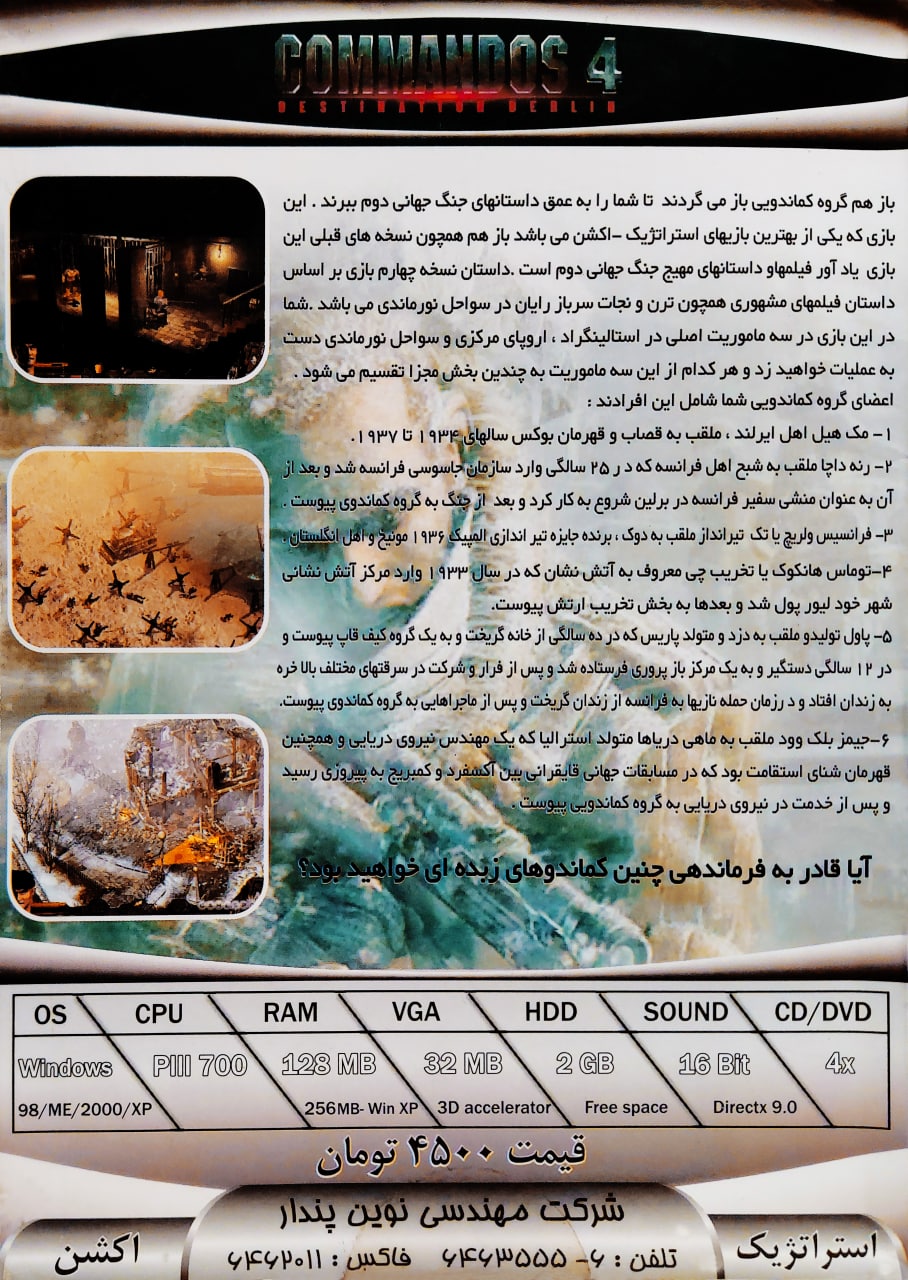 COMMANDOS 4
DESTINATION BERLIN
باز هم گروه کماندویی باز می گردند تا شما را به عمق داستانهای جنگ جهانی دوم ببرند . این
بازی که یکی از بهترین بازیهای استراتژیک –اکشن می باشد باز هم همچون نسخه های قبلی این
بازی یاد آور فیلمهاو داستانهای مهیج جنگ جهانی دوم است .داستان نسخه چهارم بازی بر اساس
داستان فیلمهای مشهوری همچون ترن و نجات سرباز رایان در سواحل نورماندی می باشد .شما
در این بازی در سه ماموریت اصلی در استالینگراد ، اروپای مرکزی و سواحل نورماندی دست
به عملیات خواهید زد و هر کدام از این سه ماموریت به چندین بخش مجزا تقسیم می شود .
اعضای گروه کماندویی شما شامل این افرادند :
۱- مک هیل اهل ایرلند ، ملقب به قصاب و قهرمان بوکس سالهای ۱۹۳۴ تا ۱۹۳۷.
۲- رنه داچا ملقب به شبح اهل فرانسه که د ر ۲۵ سالگی وارد سازمان جاسوسی فرانسه شد و بعد از
آن به عنوان منشی سفیر فرانسه در برلین شروع به کار کرد و بعد از جنگ به گروه کماندوی پیوست .
۳- فرانسیس ولریچ یا تک تیرانداز ملقب به دوک ، برنده جایزه تیر اندازی المپیک ۱۹۳۶ مونیخ و اهل انگلستان .
۴-توماس هانکوک یا تخریب چی معروف به آتش نشان که در سال ۱۹۳۳ وارد مرکز آتش نشانی
شهر خود لیور پول شد و بعدها به بخش تخریب ارتش پیوست.
۵- پاول تولیدو ملقب به دزد و متولد پاریس که در ده سالگی از خانه گریخت و به یک گروه کیف قاپ پیوست و
در ۱۲ سالگی دستگیر و به یک مرکز باز پروری فرستاده شد و پس از فرار و شرکت در سرقتهای مختلف بالا خره
به زندان افتاد و د رزمان حمله نازیها به فرانسه از زندان گریخت و پس از ماجراهایی به گروه کماندوی پیوست.
۶-جیمز بلک وود ملقب به ماهی دریاها متولد استرالیا که یک مهندس نیروی دریایی و همچنین
قهرمان شنای استقامت بود که در مسابقات جهانی قایقرانی بین آکسفرد و کمبریج به پیروزی رسید
و پس از خدمت در نیروی دریایی به گروه کماندویی پیوست .
آیا قادر به فرماندهی چنین کماندوهای زبده ای خواهید بود؟
OS CPU RAM VGA HDD SOUND CD/DVD
Windows PIII 700 128 MB 32 MB 2 GB 16 Bit 4x
98/ME/2000/XP 256MB- Win XP 3D accelerator Free space Directx 9.0
قیمت ۴۵۰۰ تومان
شرکت مهندسی نوین پندار
استراتژیک
تلفن : ۶- ۶۴۶۳۵۵۵ فاکس : ۶۴۶۲۰۱۱
اکشن